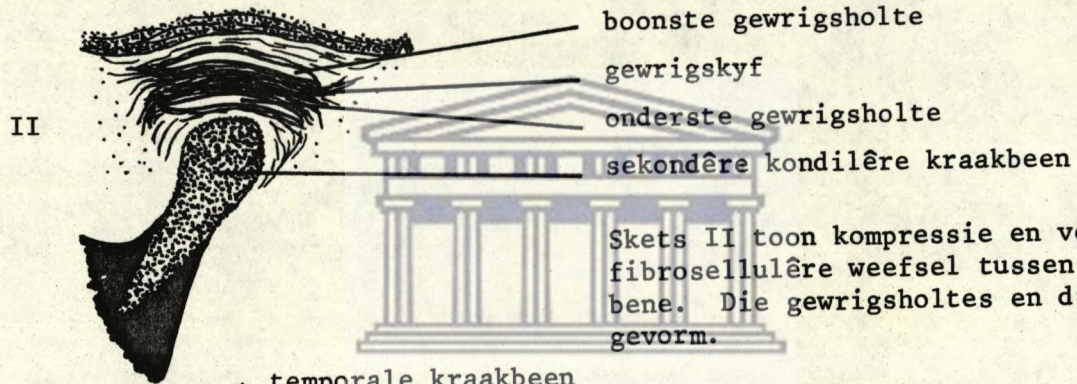 boonste gewrigsholte
gewrigskyf
onderste gewrigsholte
II
sekondêre kondilêre kraakbeen
Skets II toon kompressie en
fibrosellulêre weefsel tussen
bene. Die gewrigsholtes en
gevorm.
temporale kraakbeen